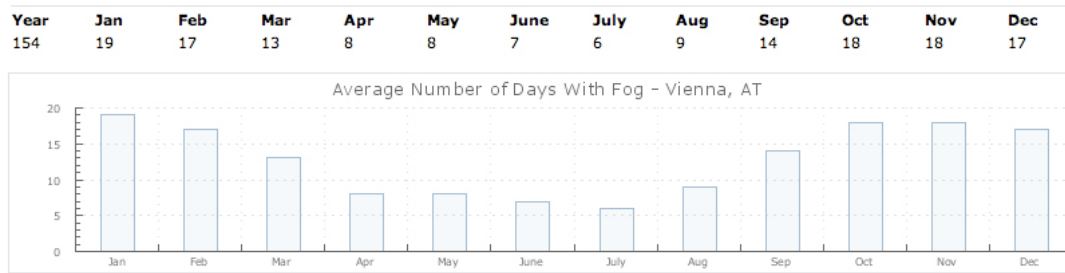 Year Jan Feb Mar Apr May June July Aug Sep Oct Nov Dec
154 19 17 13 8 8 7 6 9 14 18 18 17
Average Number of Days With Fog - Vienna, AT
20
15
10
5
0
Jan Feb Mar Apr May June July Aug Sep Oct Nov Dec